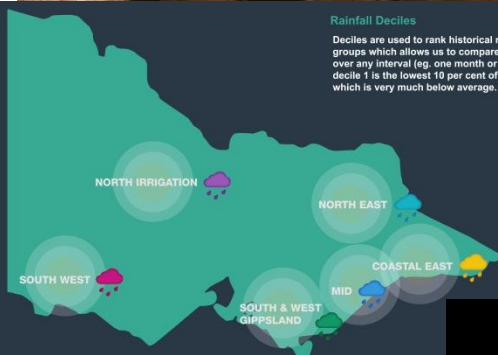 Rainfall Deciles
Deciles are used to rank historical
groups which allows us to compare
over any interval (eg. one month or
decile 1 is the lowest 10 per cent of
which is very much below average.
NORTH IRRIGATION
NORTH EAST
COASTAL EAST
SOUTH WEST
MID
SOUTH & WEST
GIPPSLAND